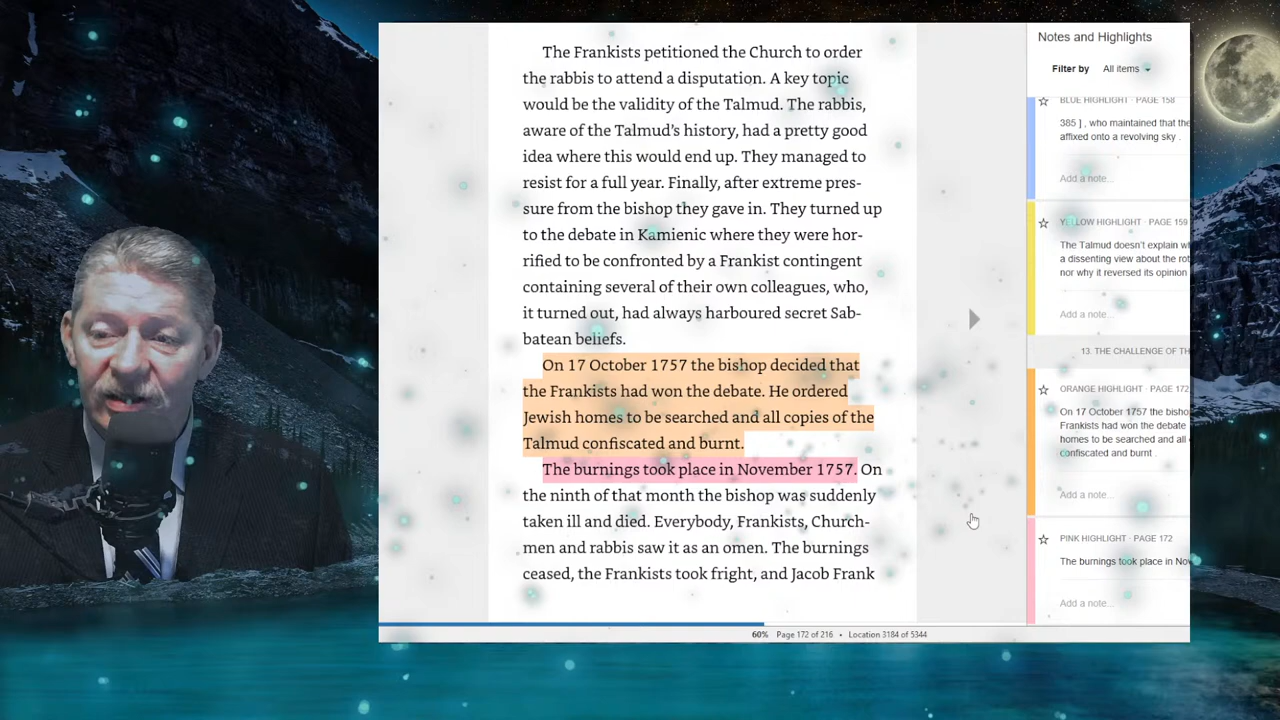 The Frankists petitioned the Church to order
the rabbis to attend a disputation. A key topic
would be the validity of the Talmud. The rabbis,
aware of the Talmud's history, had a pretty good
idea where this would end up. They managed to
resist for a full year. Finally, after extreme pres-
sure from the bishop they gave in. They turned up
to the debate in Kamienic where they were hor-
rified to be confronted by a Frankist contingent
containing several of their own colleagues, who,
it turned out, had always harboured secret Sab-
batean beliefs.
On 17 October 1757 the bishop decided that
the Frankists had won the debate. He ordered
Jewish homes to be searched and all copies of the
Talmud confiscated and burnt.
The burnings took place in November 1757. On
the ninth of that month the bishop was suddenly
taken ill and died. Everybody, Frankists, Church-
men and rabbis saw it as an omen. The burnings
ceased, the Frankists took fright, and Jacob Frank
60% Page 172 of 216 • Location 3184 of 5344
Notes and Highlights
Filter by All items
BLUE HIGHLIGHT · PAGE 158
385 ] , who maintained that the
affixed onto a revolving sky .
Add a note...
YELLOW HIGHLIGHT · PAGE 159
The Talmud doesn't explain wh
a dissenting view about the rot
nor why it reversed its opinion
Add a note...
13. THE CHALLENGE OF TH
ORANGE HIGHLIGHT · PAGE 172
On 17 October 1757 the bisho
Frankists had won the debate
homes to be searched and all
confiscated and burnt .
Add a note...
PINK HIGHLIGHT · PAGE 172
The burnings took place in Nov
Add a note...